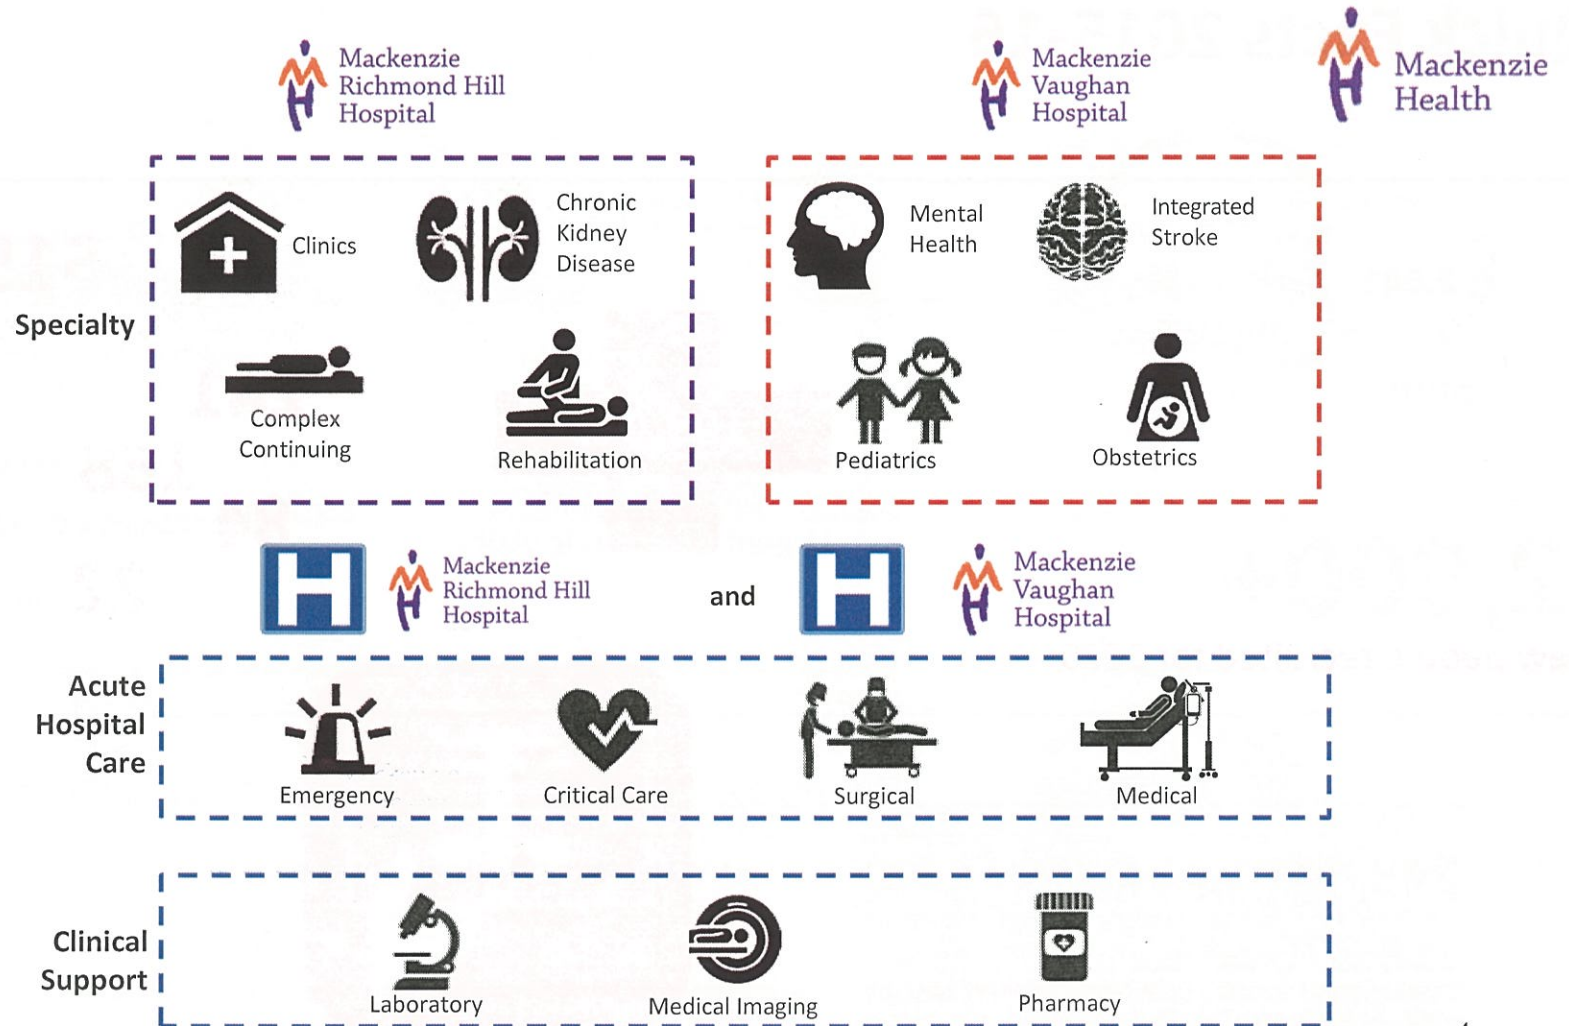 Mackenzie
Richmond Hill
Hospital
Mackenzie
Vaughan
Hospital
Mackenzie
Health
Specialty
Clinics
Chronic
Kidney
Disease
Mental
Health
Integrated
Stroke
Complex
Continuing
Rehabilitation
Pediatrics
Obstetrics
H
Mackenzie
Richmond Hill
Hospital
and
H
Mackenzie
Vaughan
Hospital
Acute
Hospital
Care
Emergency
Critical Care
Surgical
Medical
Clinical
Support
Laboratory
Medical Imaging
Pharmacy